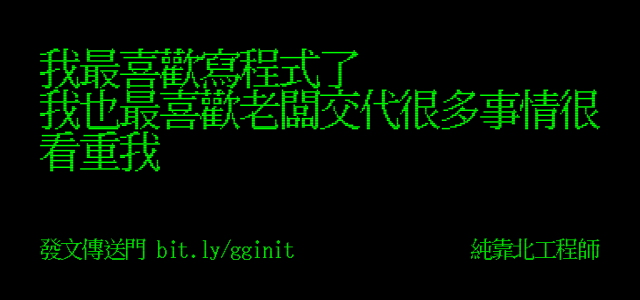 我最喜歡寫程式了
我也最喜歡老闆交代很多事情很
看重我
發文傳送門 bit.ly/gginit
純靠北工程師